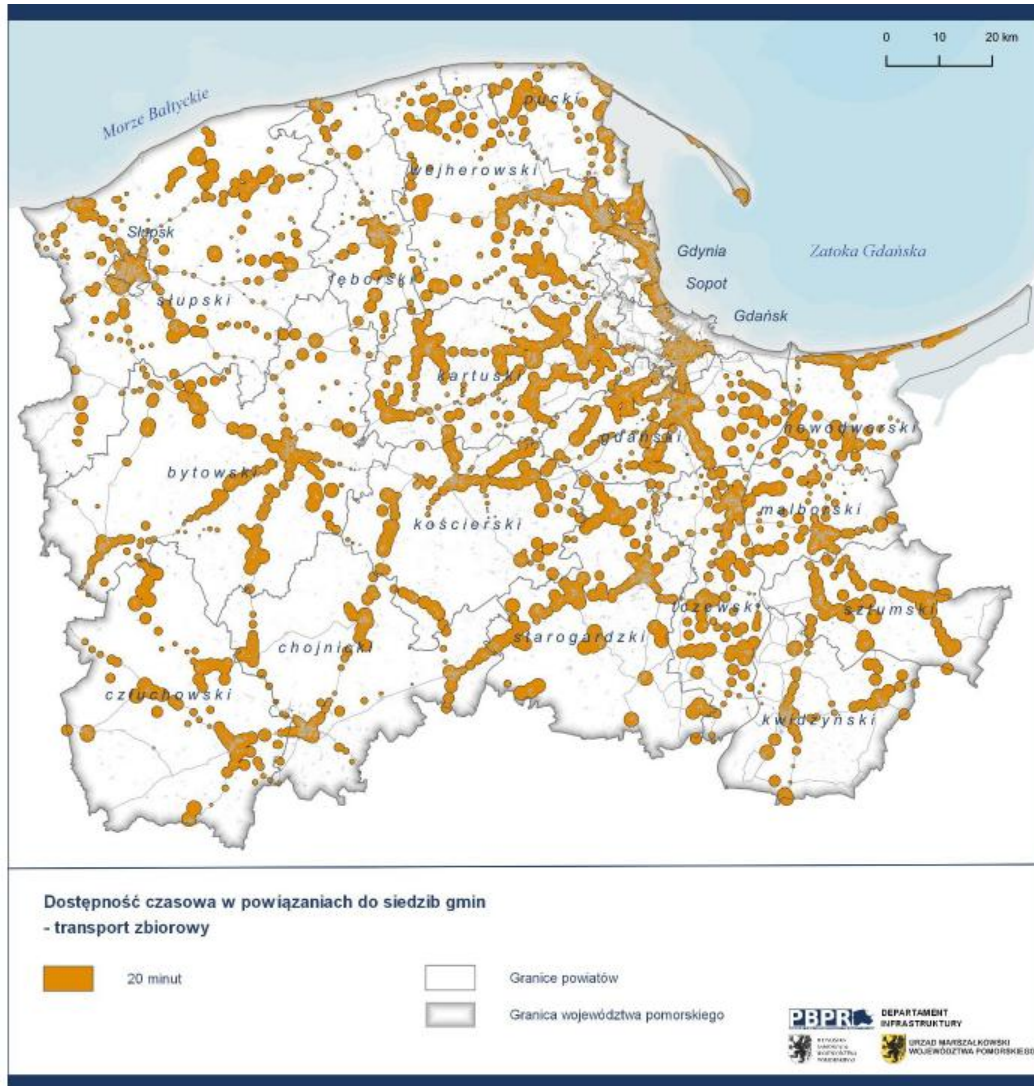 0 10 20 km
Morze Bałtyckie
pucki
wejherowski
Słupsk
Gdynia
Zatoka Gdańska
lęborski
Sopot
słupski
Gdańsk
kartuski
nowodworski
gdański
bytowski
malborski
kościerski
tczewski
sztumski
starogardzki
chojnicki
człuchowski
kwidzyński
Dostępność czasowa w powiązaniach do siedzib gmin
- transport zbiorowy
20 minut
Granice powiatów
Granica województwa pomorskiego
PBPR
DEPARTAMENT
INFRASTRUKTURY
URZĄD MARSZAŁKOWSKI
WOJEWÓDZTWA POMORSKIEGO